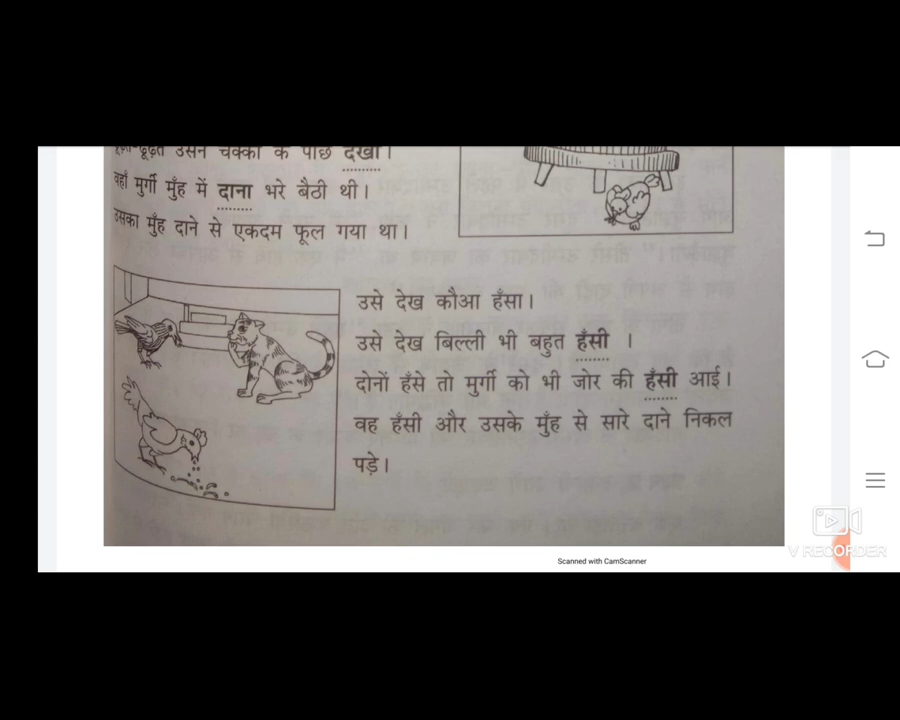 ढूँढ़ते उसने चक्की के पीछे देखा।
वहाँ मुर्गी मुँह में दाना भरे बैठी थी।
उसका मुँह दाने से एकदम फूल गया था।
उसे देख कौआ हँसा।
उसे देख बिल्ली भी बहुत हँसी ।
दोनों हँसे तो मुर्गी को भी जोर की हँसी आई।
वह हँसी और उसके मुँह से सारे दाने निकल
पड़े।
Scanned with CamScanner
V RECORDER